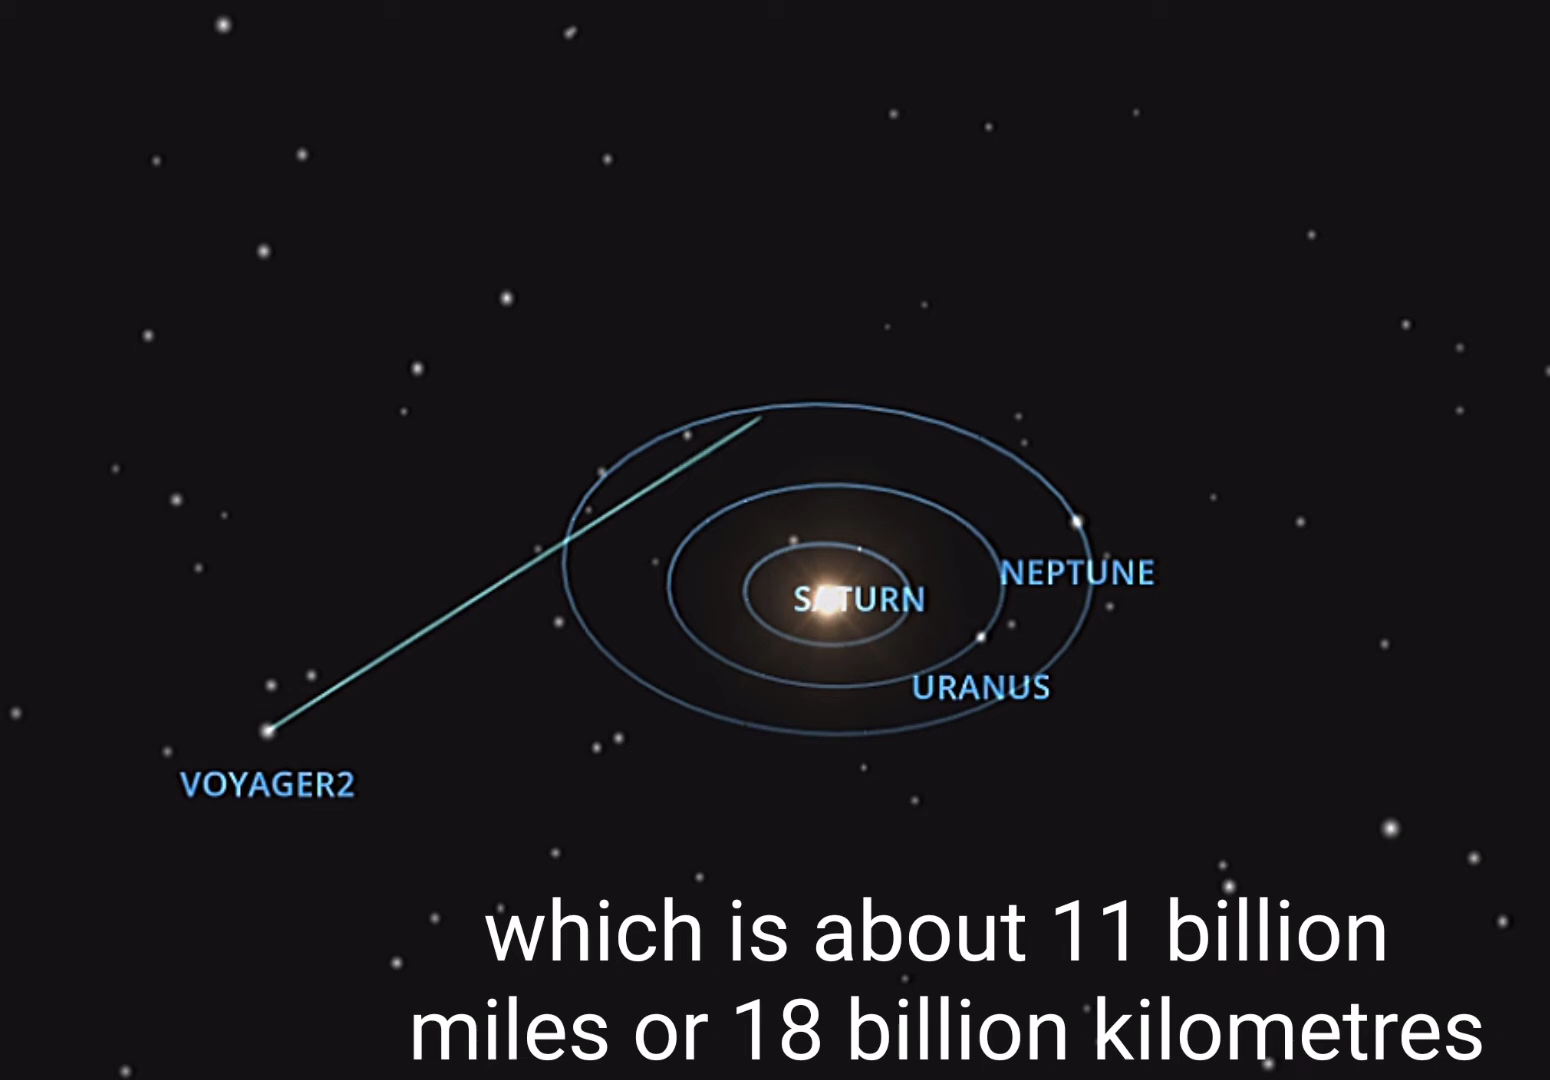 SATURN
NEPTUNE
URANUS
VOYAGER2
which is about 11 billion
miles or 18 billion kilometres